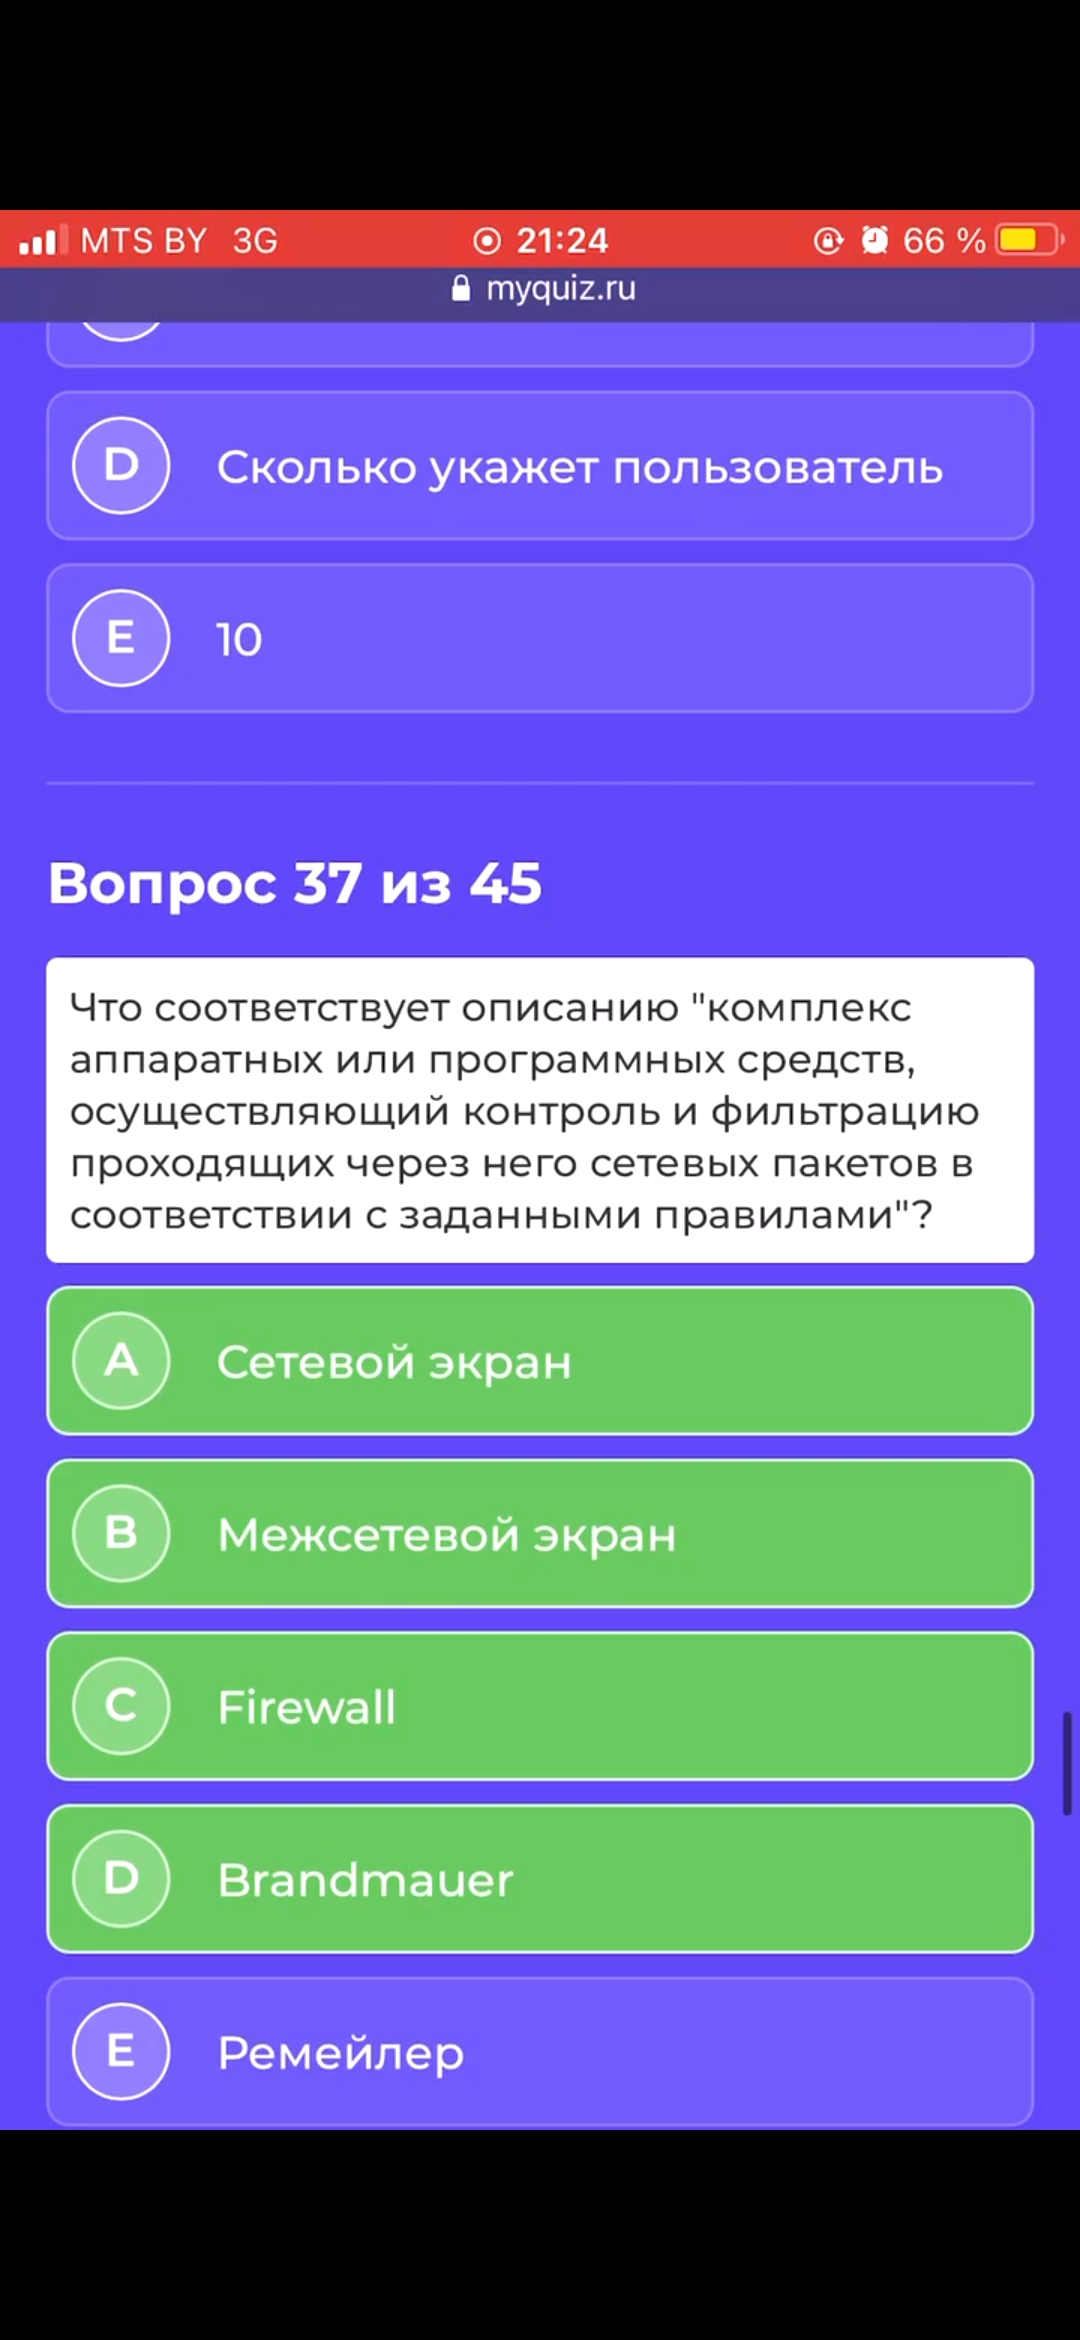 MTS BY 3G 21:24 66 %
myquiz.ru
D Сколько укажет пользователь
E 10
Вопрос 37 из 45
Что соответствует описанию "комплекс
аппаратных или программных средств,
осуществляющий контроль и фильтрацию
проходящих через него сетевых пакетов в
соответствии с заданными правилами"?
A Сетевой экран
B Межсетевой экран
C Firewall
D Brandmauer
E Ремейлер